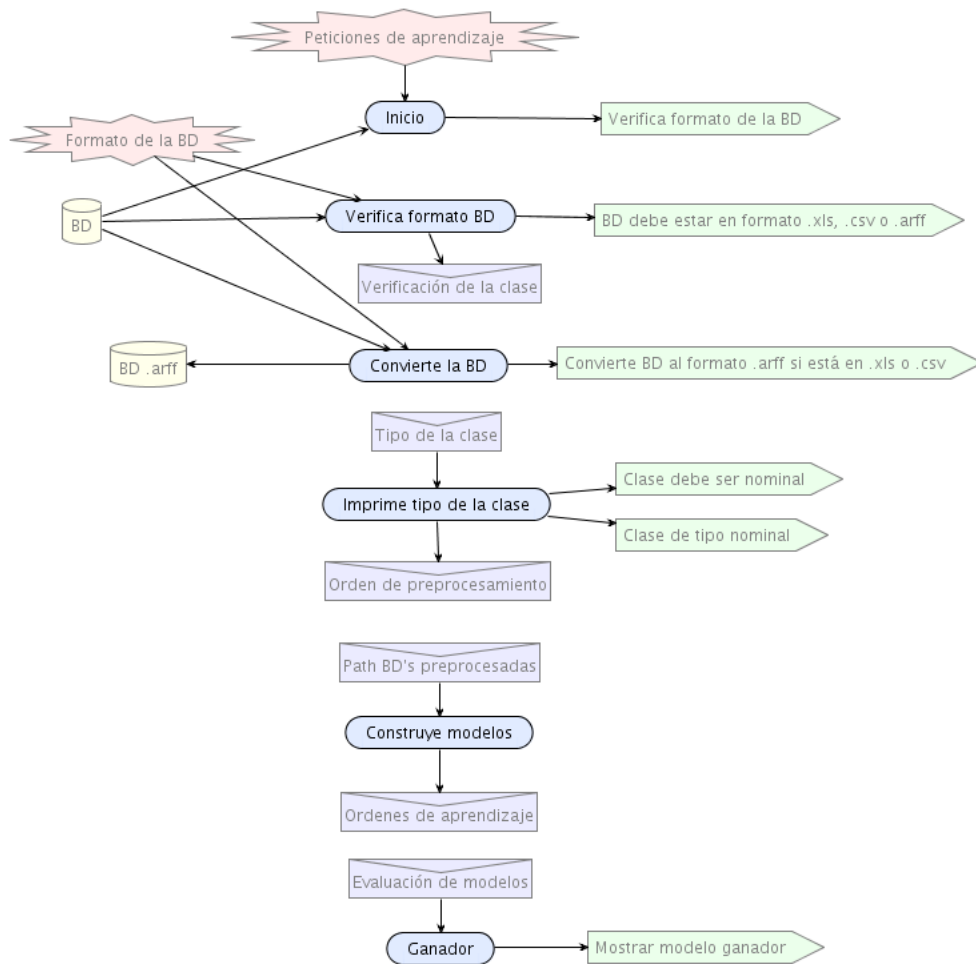 Peticiones de aprendizaje
Inicio
Verifica formato de la BD
Formato de la BD
BD
Verifica formato BD
BD debe estar en formato .xls, .csv o .arff
Verificación de la clase
BD .arff
Convierte la BD
Convierte BD al formato .arff si está en .xls o .csv
Tipo de la clase
Imprime tipo de la clase
Clase debe ser nominal
Clase de tipo nominal
Orden de preprocesamiento
Path BD's preprocesadas
Construye modelos
Ordenes de aprendizaje
Evaluación de modelos
Ganador
Mostrar modelo ganador